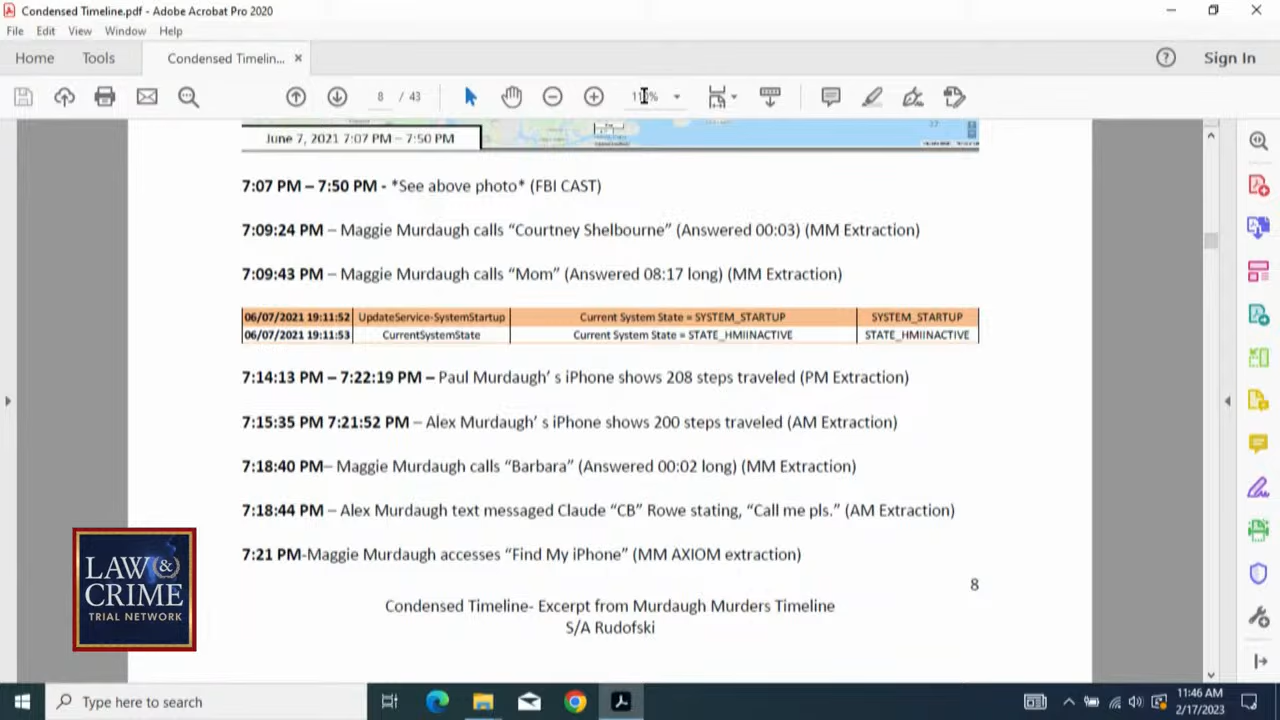 Condensed Timeline.pdf - Adobe Acrobat Pro 2020
File Edit View Window Help
Home Tools Condensed Timelin... × Sign In
8 / 43
June 7, 2021 7:07 PM – 7:50 PM
7:07 PM – 7:50 PM - *See above photo* (FBI CAST)
7:09:24 PM – Maggie Murdaugh calls “Courtney Shelbourne” (Answered 00:03) (MM Extraction)
7:09:43 PM – Maggie Murdaugh calls “Mom” (Answered 08:17 long) (MM Extraction)
06/07/2021 19:11:52 UpdateService-SystemStartup Current System State = SYSTEM_STARTUP SYSTEM_STARTUP
06/07/2021 19:11:53 CurrentSystemState Current System State = STATE_HMIINACTIVE STATE_HMIINACTIVE
7:14:13 PM – 7:22:19 PM – Paul Murdaugh’ s iPhone shows 208 steps traveled (PM Extraction)
7:15:35 PM 7:21:52 PM – Alex Murdaugh’ s iPhone shows 200 steps traveled (AM Extraction)
7:18:40 PM– Maggie Murdaugh calls “Barbara” (Answered 00:02 long) (MM Extraction)
7:18:44 PM – Alex Murdaugh text messaged Claude “CB” Rowe stating, “Call me pls.” (AM Extraction)
7:21 PM-Maggie Murdaugh accesses “Find My iPhone” (MM AXIOM extraction)
8
Condensed Timeline- Excerpt from Murdaugh Murders Timeline
S/A Rudofski
LAW &
CRIME
TRIAL NETWORK
Type here to search
11:46 AM
2/17/2023